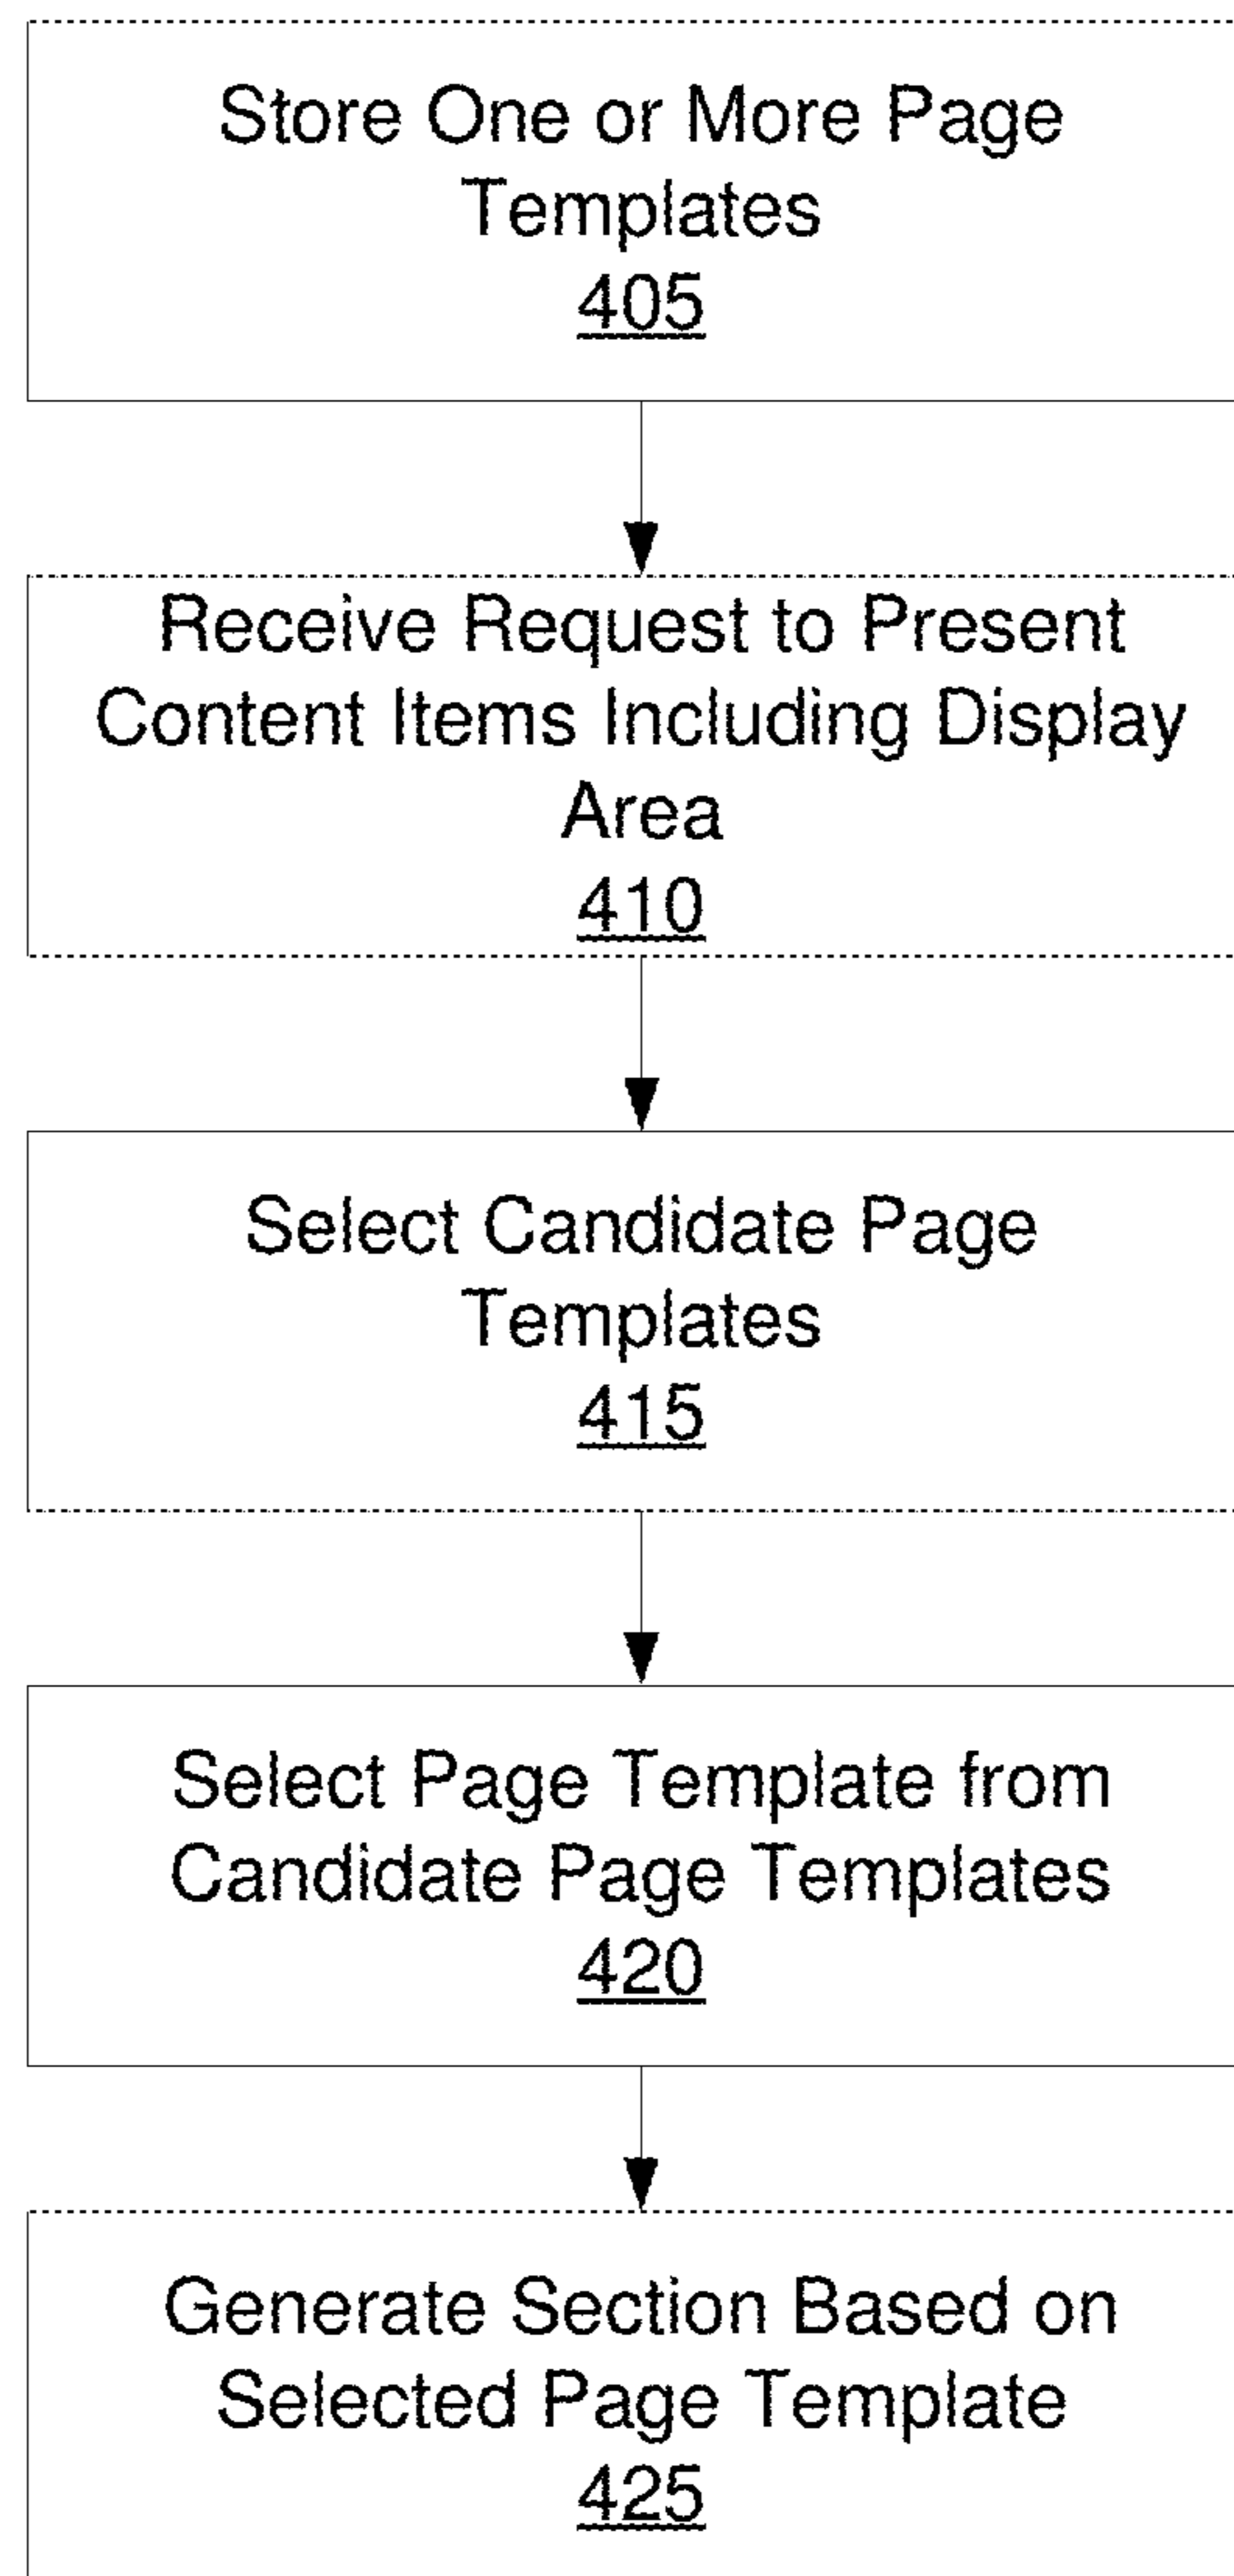 Store One or More Page
Templates
405
Receive Request to Present
Content Items Including Display
Area
410
Select Candidate Page
Templates
415
Select Page Template from
Candidate Page Templates
420
Generate Section Based on
Selected Page Template
425